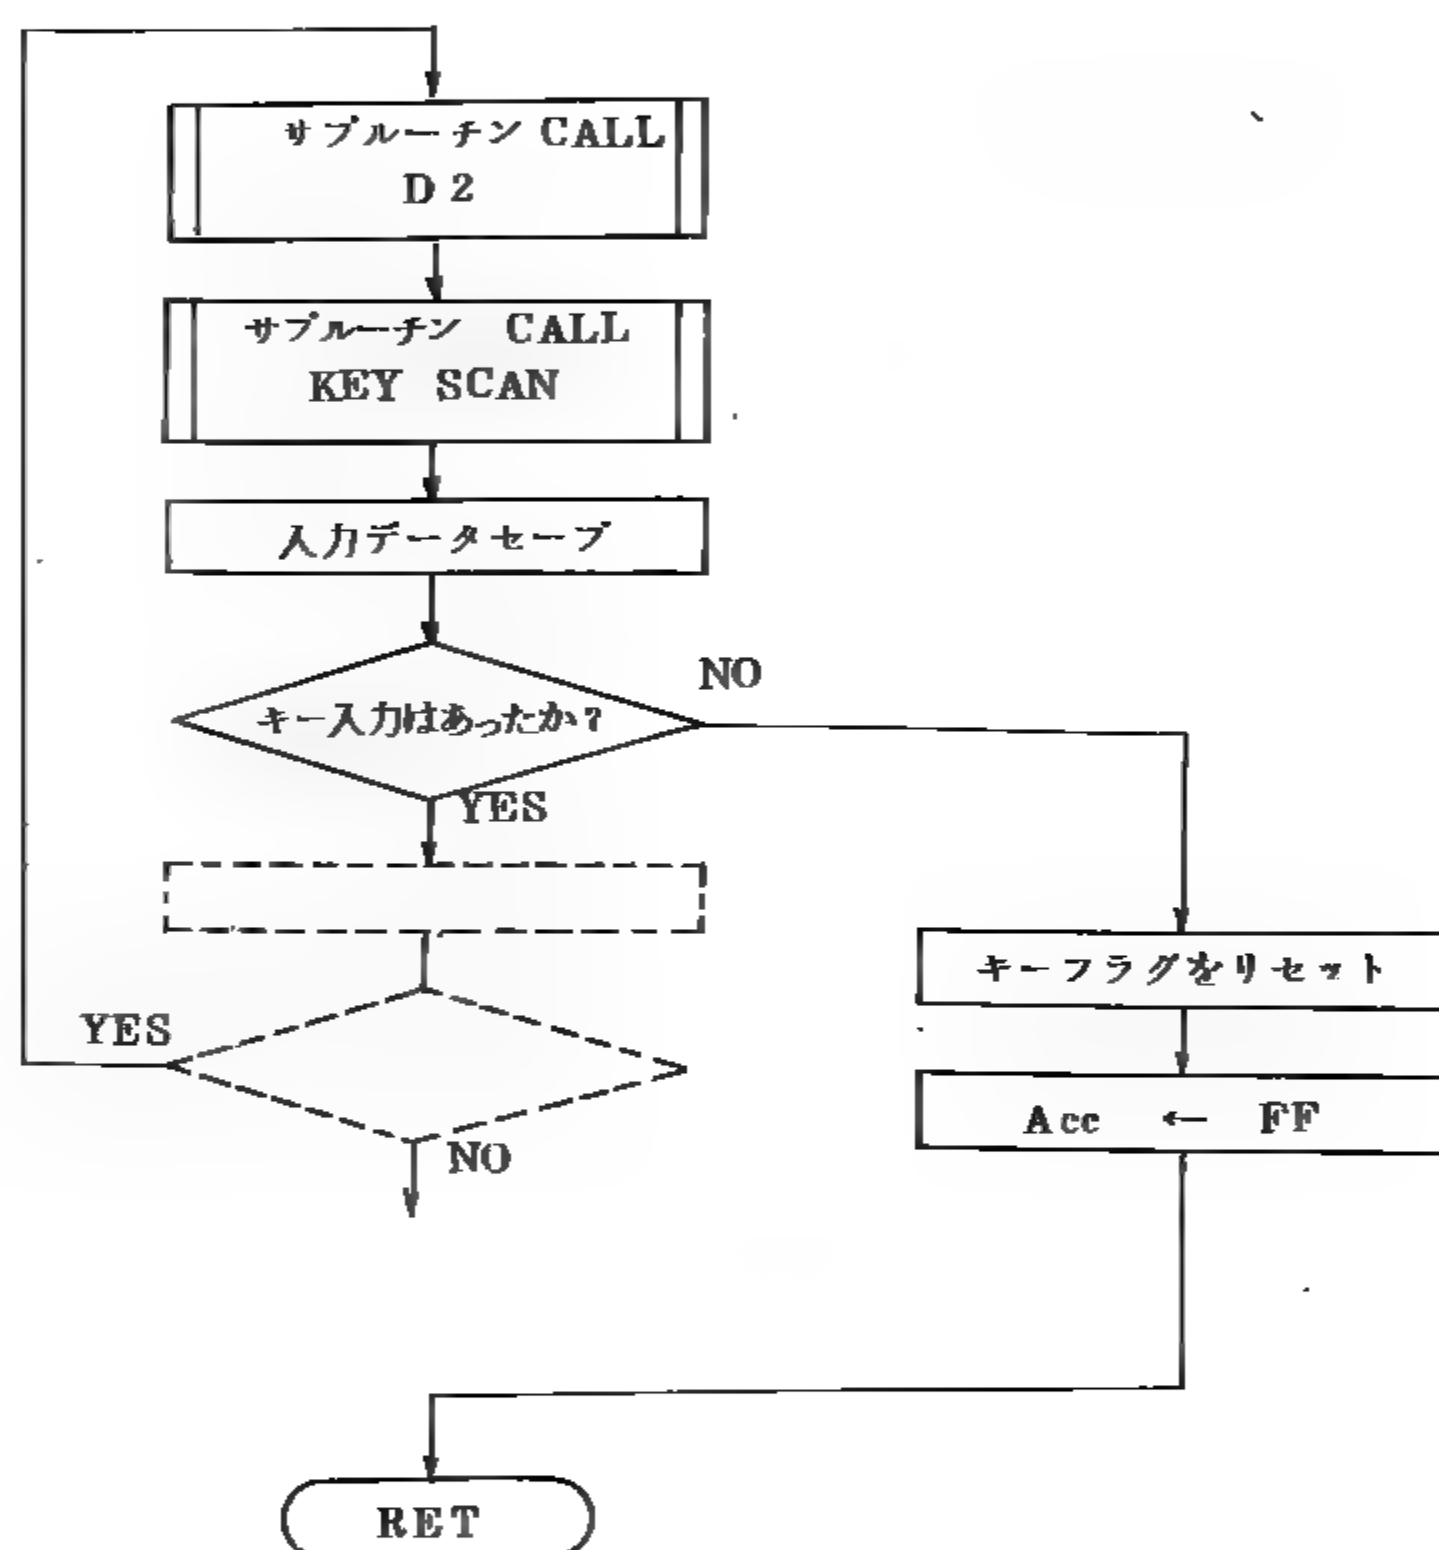 サブルーチン CALL
D 2
サブルーチン CALL
KEY SCAN
入力データセーブ
キー入力はあったか?
NO
YES
キーフラグをリセット
YES
Acc ← FF
NO
RET